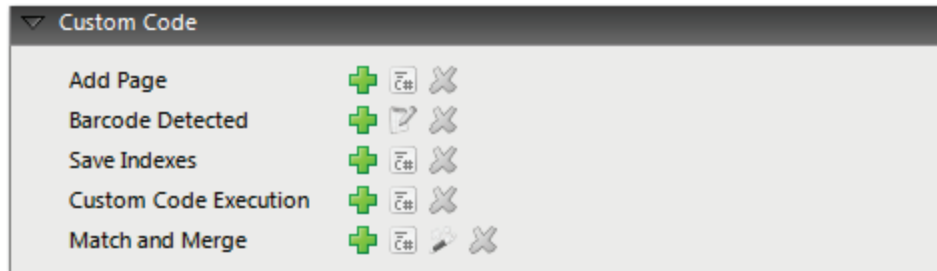 Custom Code
Add Page C#
Barcode Detected
Save Indexes C#
Custom Code Execution C#
Match and Merge C#